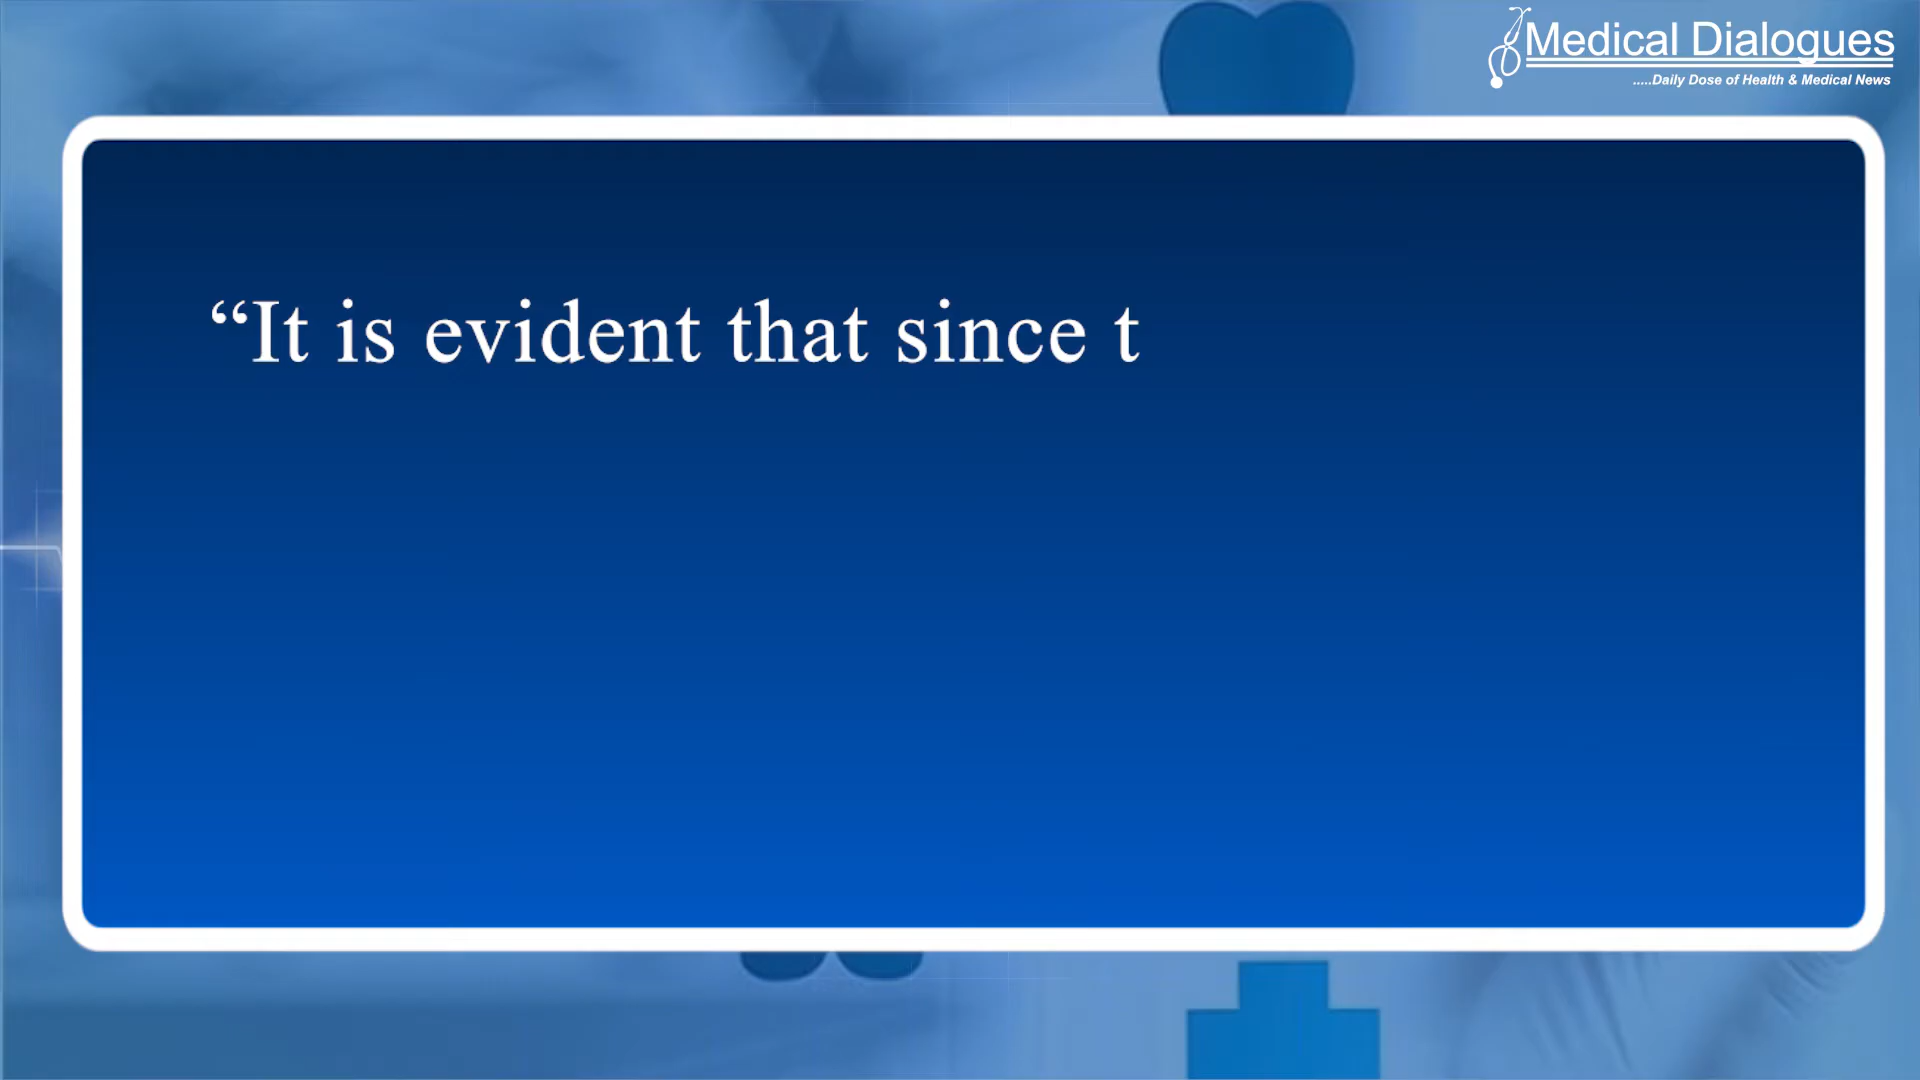 Medical Dialogues
.....Daily Dose of Health & Medical News
“It is evident that since t